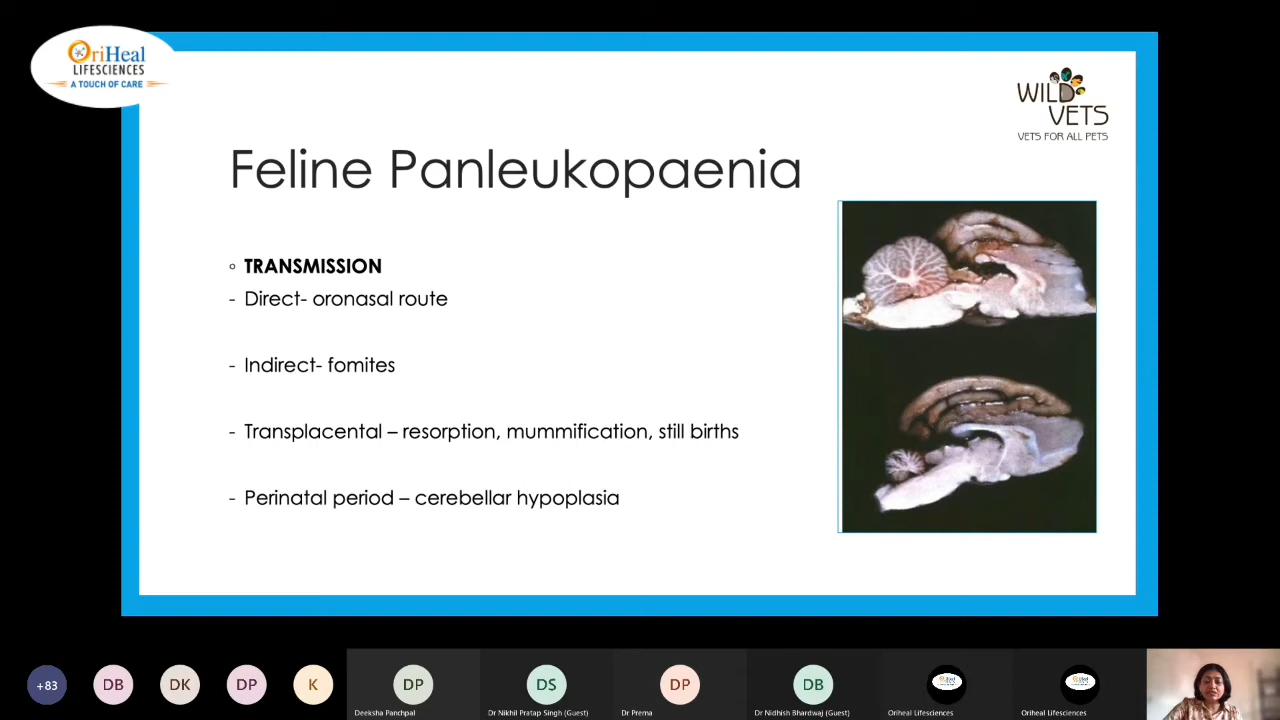 OriHeal
LIFESCIENCES
A TOUCH OF CARE
WILD
VETS
VETS FOR ALL PETS
Feline Panleukopaenia
◦ TRANSMISSION
- Direct- oronasal route
- Indirect- fomites
- Transplacental – resorption, mummification, still births
- Perinatal period – cerebellar hypoplasia
+83
DB
DK
DP
K
DP
DS
DP
DB
Deeksha Panchpal
Dr Nikhil Pratap Singh (Guest)
Dr Prerna
Dr Nidhish Bhardwaj (Guest)
Oriheal Lifesciences
Oriheal Lifesciences